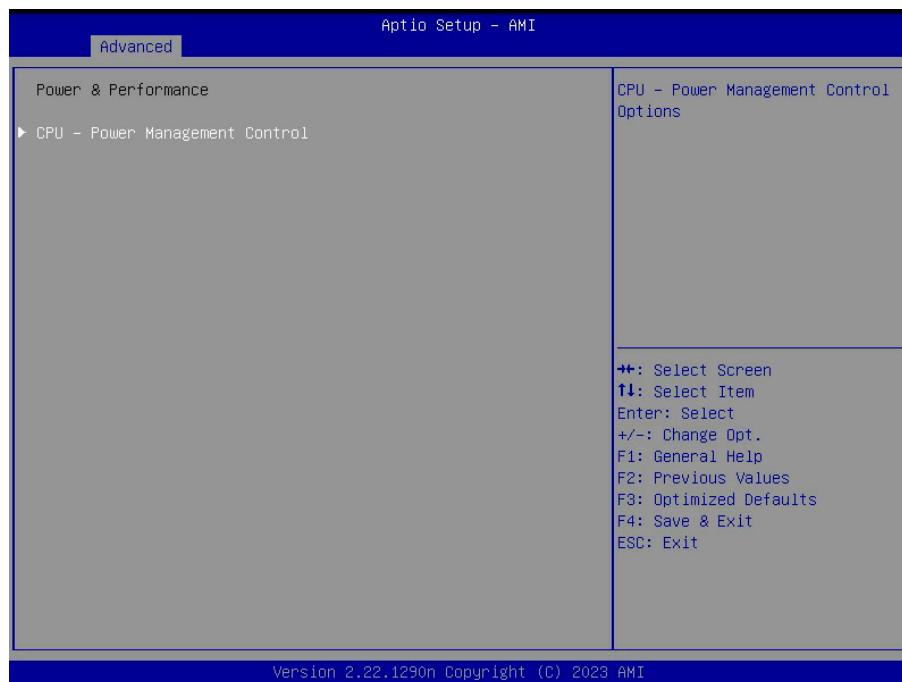 Aptio Setup – AMI
Advanced
Power & Performance
▶ CPU – Power Management Control
CPU – Power Management Control
Options
→←: Select Screen
↑↓: Select Item
Enter: Select
+/-: Change Opt.
F1: General Help
F2: Previous Values
F3: Optimized Defaults
F4: Save & Exit
ESC: Exit
Version 2.22.1290n Copyright (C) 2023 AMI